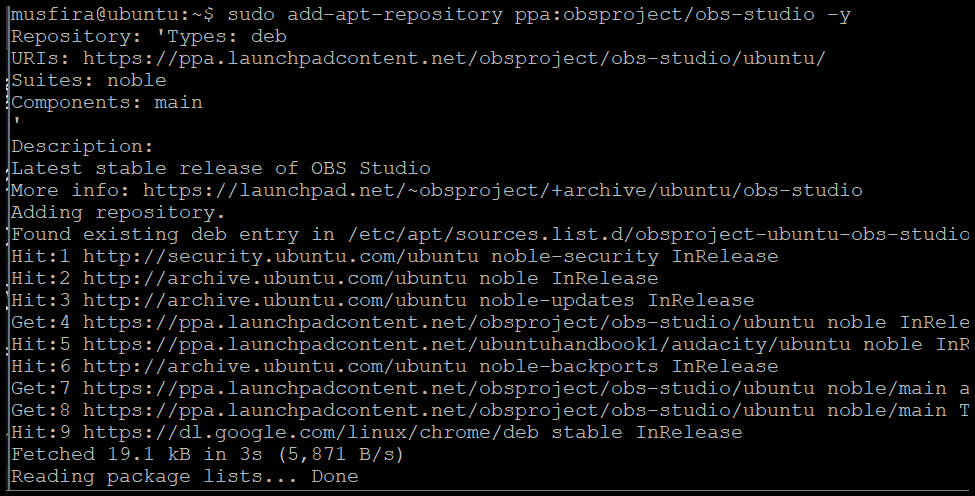 musfira@ubuntu:~$ sudo add-apt-repository ppa:obsproject/obs-studio -y
Repository: 'Types: deb
URIs: https://ppa.launchpadcontent.net/obsproject/obs-studio/ubuntu/
Suites: noble
Components: main
'
Description:
Latest stable release of OBS Studio
More info: https://launchpad.net/~obsproject/+archive/ubuntu/obs-studio
Adding repository.
Found existing deb entry in /etc/apt/sources.list.d/obsproject-ubuntu-obs-studio
Hit:1 http://security.ubuntu.com/ubuntu noble-security InRelease
Hit:2 http://archive.ubuntu.com/ubuntu noble InRelease
Hit:3 http://archive.ubuntu.com/ubuntu noble-updates InRelease
Get:4 https://ppa.launchpadcontent.net/obsproject/obs-studio/ubuntu noble InRele
Hit:5 https://ppa.launchpadcontent.net/ubuntuhandbook1/audacity/ubuntu noble InR
Hit:6 http://archive.ubuntu.com/ubuntu noble-backports InRelease
Get:7 https://ppa.launchpadcontent.net/obsproject/obs-studio/ubuntu noble/main a
Get:8 https://ppa.launchpadcontent.net/obsproject/obs-studio/ubuntu noble/main T
Hit:9 https://dl.google.com/linux/chrome/deb stable InRelease
Fetched 19.1 kB in 3s (5,871 B/s)
Reading package lists... Done